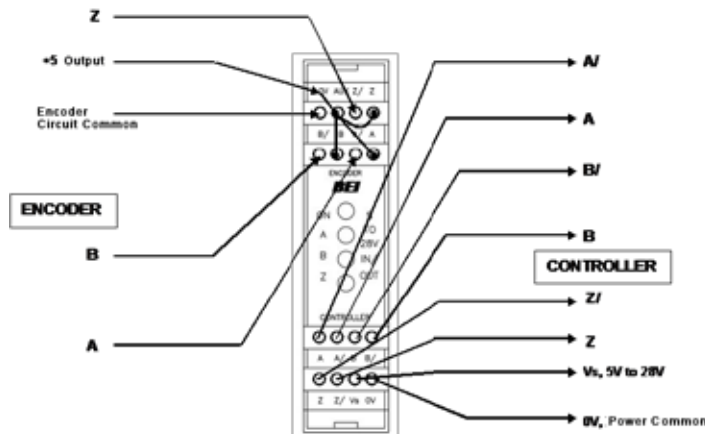 Z
+5 Output
Encoder
Circuit Common
ENCODER
B
A
Z/ Z
B/ B A
ENCODER
BEI
A
B
Z
28V
IN/
OUT
CONTROLLER
A A/ B B/
Z Z/ Vs 0V
A/
A
B/
B
CONTROLLER
Z/
Z
Vs, 5V to 28V
0V, Power Common